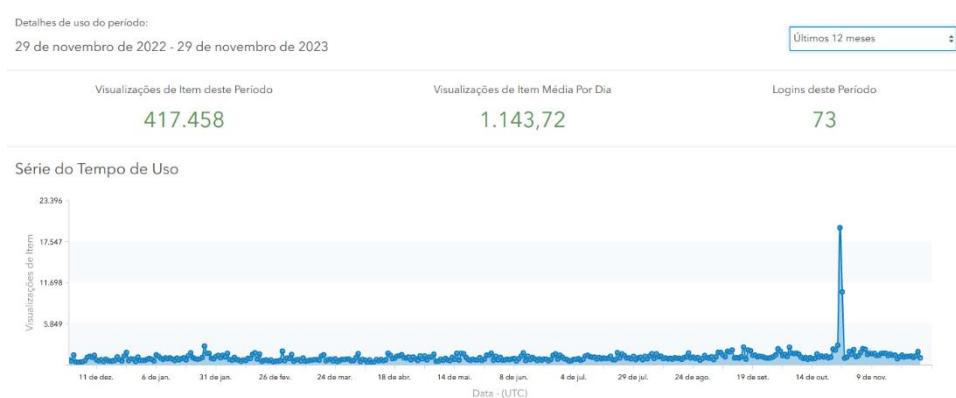 Detalhes de uso do período:
29 de novembro de 2022 - 29 de novembro de 2023
Últimos 12 meses
Visualizações de Item deste Período
Visualizações de Item Média Por Dia
Logins deste Período
417.458
1.143,72
73
Série do Tempo de Uso
23.396
17.547
11.698
5.849
Visualizações de Item
11 de dez.
6 de jan.
31 de jan.
26 de fev.
24 de mar.
18 de abr.
14 de mai.
8 de jun.
4 de jul.
29 de jul.
24 de ago.
19 de set.
14 de out.
9 de nov.
Data - (UTC)